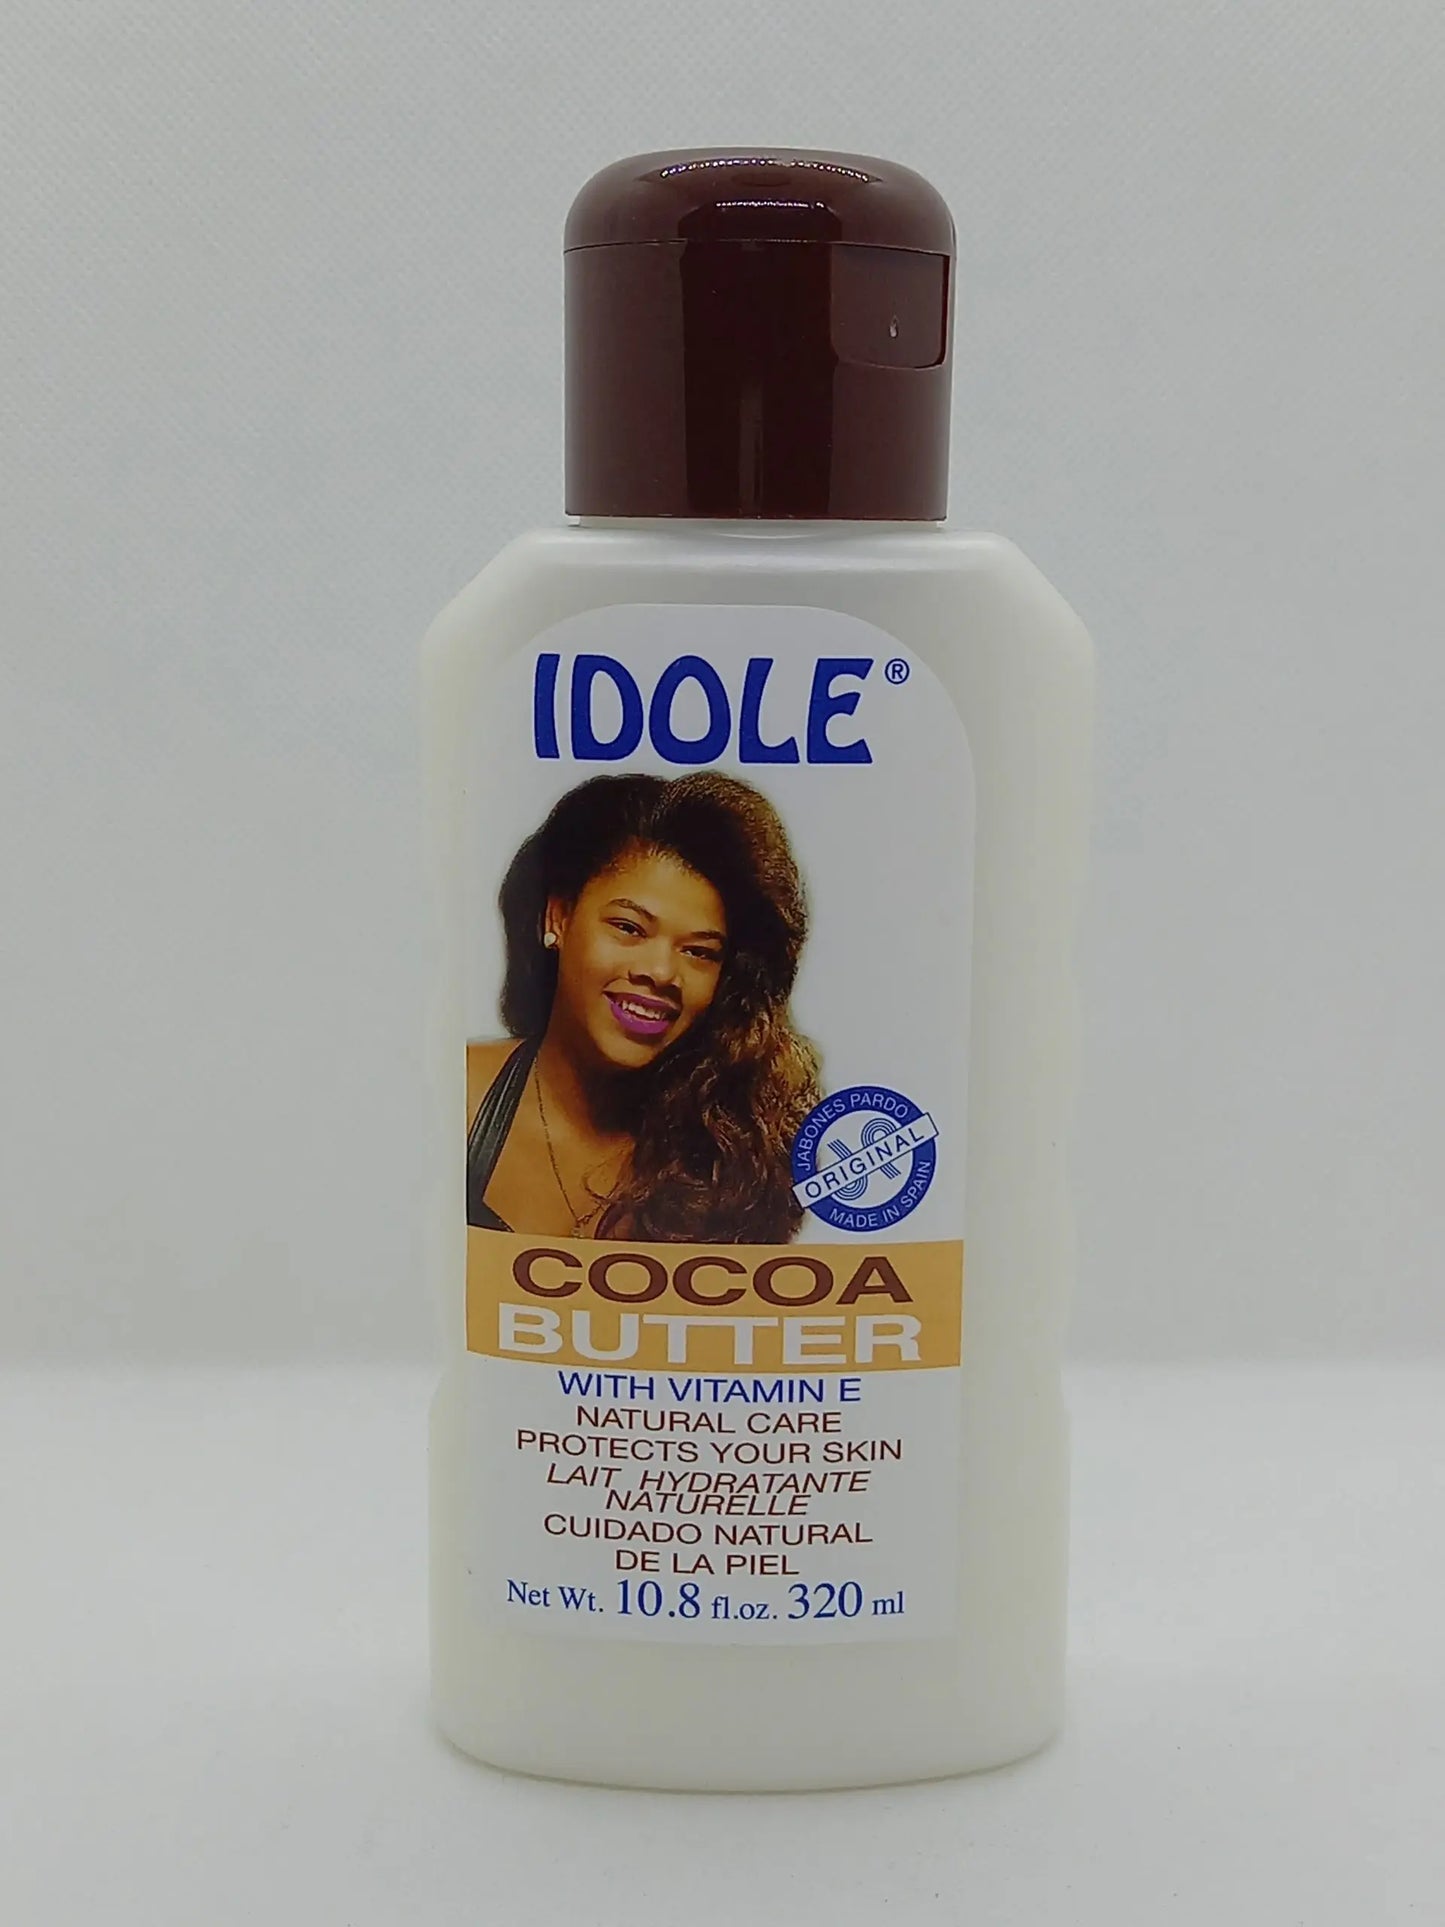 IDOLE®
JABONES PARDO
ORIGINAL
MADE IN SPAIN
COCOA
BUTTER
WITH VITAMIN E
NATURAL CARE
PROTECTS YOUR SKIN
LAIT HYDRATANTE
NATURELLE
CUIDADO NATURAL
DE LA PIEL
Net Wt. 10.8 fl.oz. 320 ml